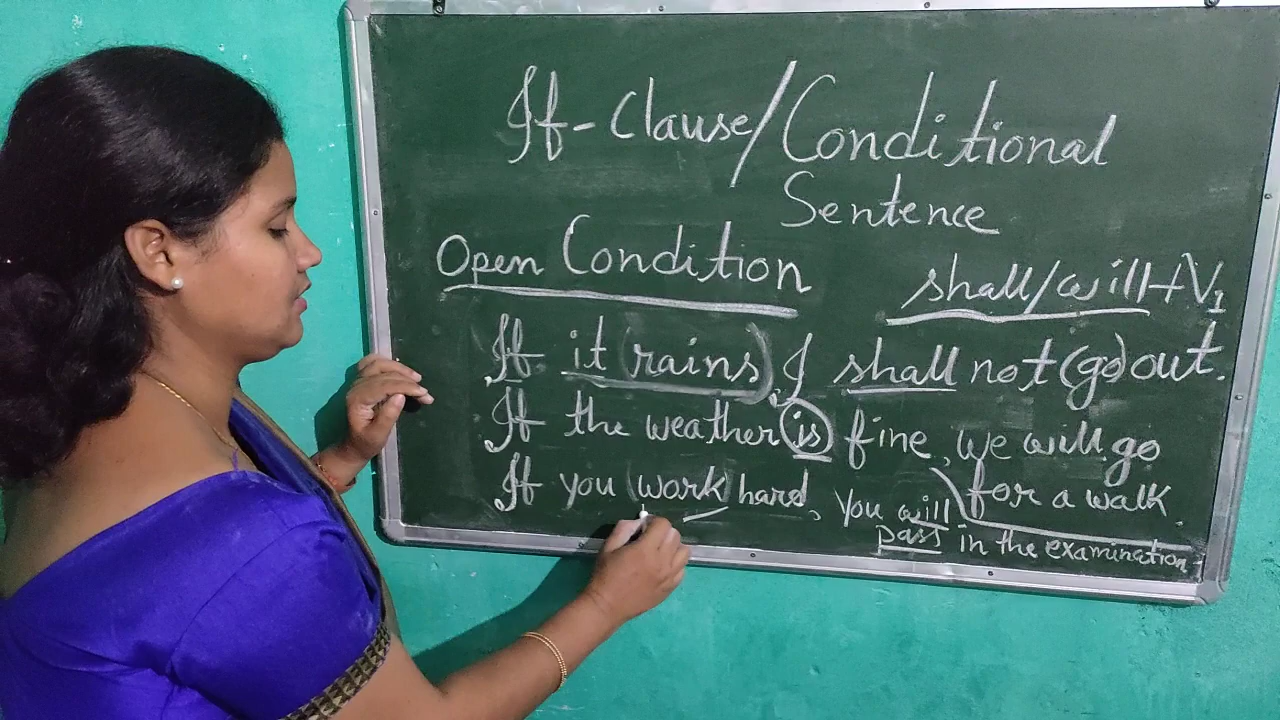 If-Clause/Conditional
Sentence
Open Condition
shall/will+V1
If it (rains), I shall not (go) out.
If the weather is fine, we will go
for a walk.
If you (work) hard, you will
pass in the examination.